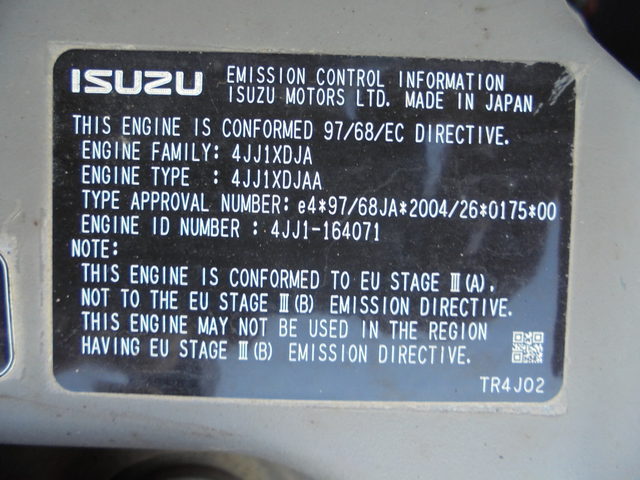 ISUZU EMISSION CONTROL INFORMATION
ISUZU MOTORS LTD. MADE IN JAPAN
THIS ENGINE IS CONFORMED 97/68/EC DIRECTIVE.
ENGINE FAMILY: 4JJ1XDJA
ENGINE TYPE : 4JJ1XDJAA
TYPE APPROVAL NUMBER: e4*97/68JA*2004/26*0175*00
ENGINE ID NUMBER : 4JJ1-164071
NOTE:
THIS ENGINE IS CONFORMED TO EU STAGE Ⅲ(A),
NOT TO THE EU STAGE Ⅲ(B) EMISSION DIRECTIVE.
THIS ENGINE MAY NOT BE USED IN THE REGION
HAVING EU STAGE Ⅲ(B) EMISSION DIRECTIVE.
TR4J02